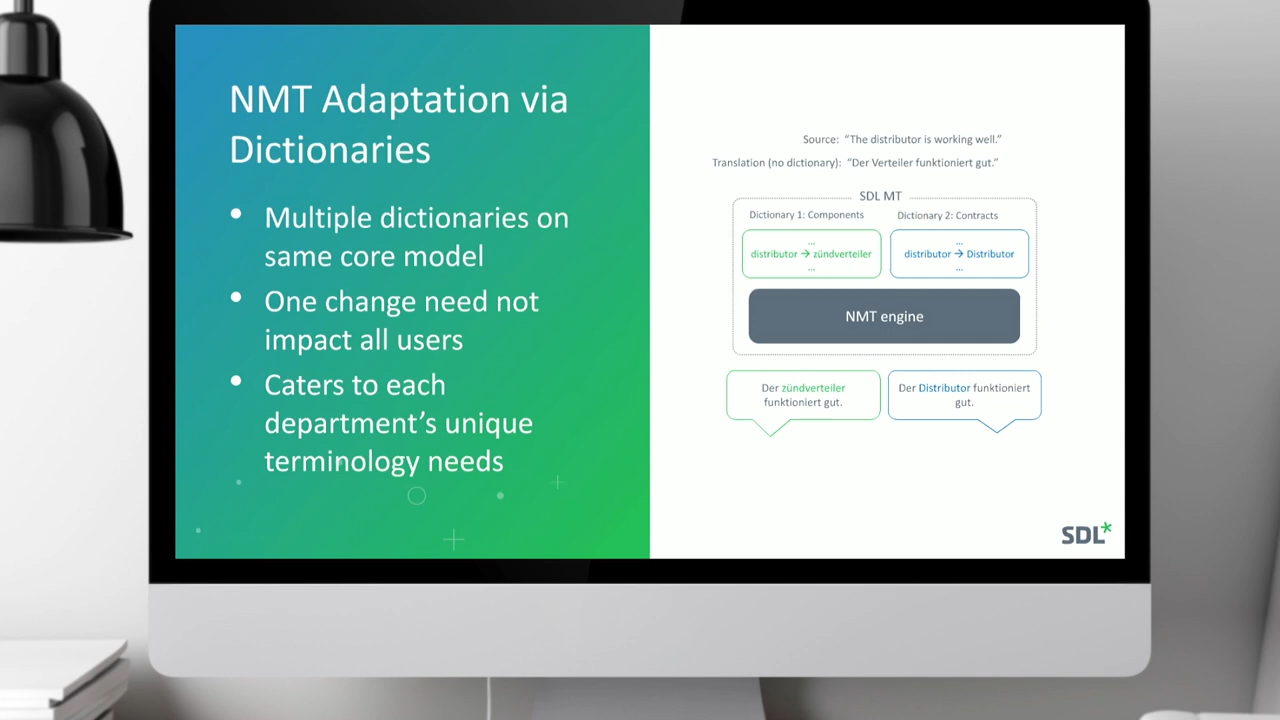 NMT Adaptation via
Dictionaries
• Multiple dictionaries on
same core model
• One change need not
impact all users
• Caters to each
department’s unique
terminology needs
Source: “The distributor is working well.”
Translation (no dictionary): “Der Verteiler funktioniert gut.”
SDL MT
Dictionary 1: Components
...
distributor → zündverteiler
...
Dictionary 2: Contracts
...
distributor → Distributor
...
NMT engine
Der zündverteiler
funktioniert gut.
Der Distributor funktioniert
gut.
SDL*